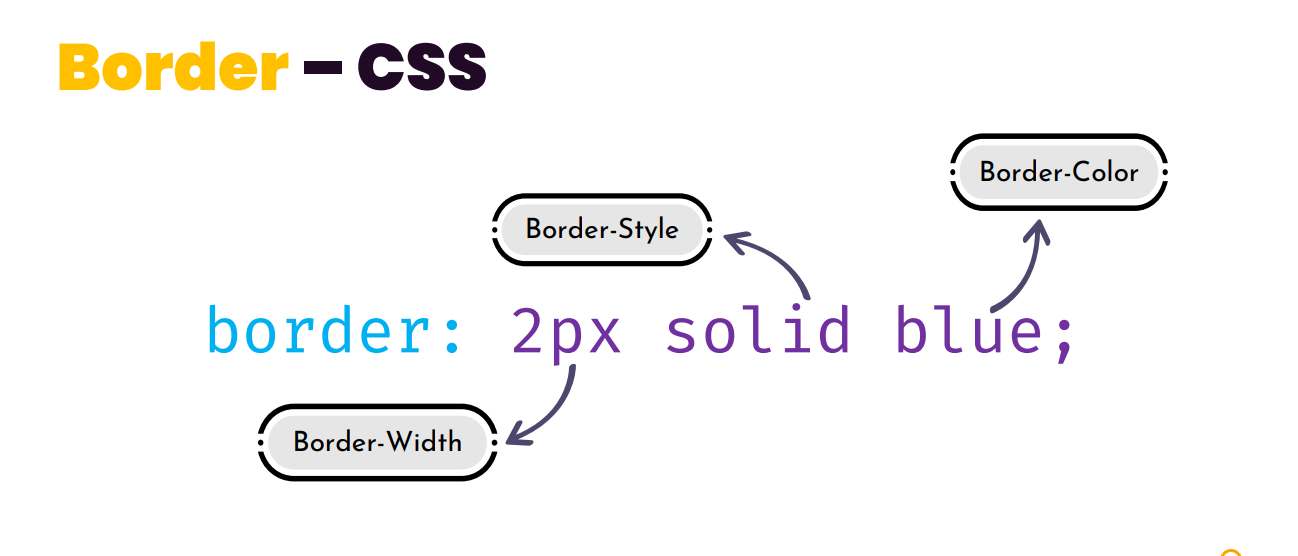 Border – CSS
Border-Color
Border-Style
border: 2px solid blue;
Border-Width